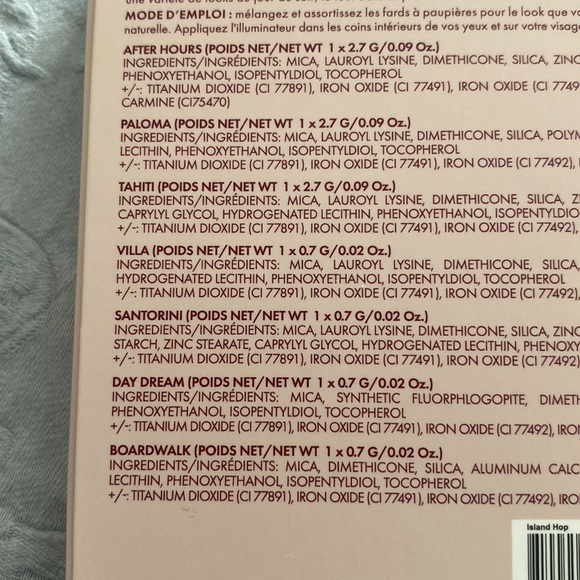 MODE D'EMPLOI : mélangez et assortissez les fards à paupières pour le look que vo
naturelle. Appliquez l'illuminateur dans les coins intérieurs de vos yeux et sur votre visag
AFTER HOURS (POIDS NET/NET WT 1 x 2.7 G/0.09 Oz.)
INGREDIENTS/INGRÉDIENTS: MICA, LAUROYL LYSINE, DIMETHICONE, SILICA, ZINC
PHENOXYETHANOL, ISOPENTYLDIOL, TOCOPHEROL
+/-: TITANIUM DIOXIDE (CI 77891), IRON OXIDE (CI 77491), IRON OXIDE (CI 7749
CARMINE (CI75470)
PALOMA (POIDS NET/NET WT 1 x 2.7 G/0.09 Oz.)
INGREDIENTS/INGRÉDIENTS: MICA, LAUROYL LYSINE, DIMETHICONE, SILICA, POLYM
LECITHIN, PHENOXYETHANOL, ISOPENTYLDIOL, TOCOPHEROL
+/-: TITANIUM DIOXIDE (CI 77891), IRON OXIDE (CI 77491), IRON OXIDE (CI 77492),
TAHITI (POIDS NET/NET WT 1 x 2.7 G/0.09 Oz.)
INGREDIENTS/INGRÉDIENTS: MICA, LAUROYL LYSINE, DIMETHICONE, SILICA,
CAPRYLYL GLYCOL, HYDROGENATED LECITHIN, PHENOXYETHANOL, ISOPENTYLDIO
+/-: TITANIUM DIOXIDE (CI 77891), IRON OXIDE (CI 77491), IRON OXIDE (CI 77492),
VILLA (POIDS NET/NET WT 1 x 0.7 G/0.02 Oz.)
INGREDIENTS/INGRÉDIENTS: MICA, LAUROYL LYSINE, DIMETHICONE, SILICA,
HYDROGENATED LECITHIN, PHENOXYETHANOL, ISOPENTYLDIOL, TOCOPHEROL
+/-: TITANIUM DIOXIDE (CI 77891), IRON OXIDE (CI 77491), IRON OXIDE (CI 77492),
SANTORINI (POIDS NET/NET WT 1 x 0.7 G/0.02 Oz.)
INGREDIENTS/INGRÉDIENTS: MICA, LAUROYL LYSINE, DIMETHICONE, SILICA, ZINC
STARCH, ZINC STEARATE, CAPRYLYL GLYCOL, HYDROGENATED LECITHIN, PHENOXY
+/-: TITANIUM DIOXIDE (CI 77891), IRON OXIDE (CI 77491), IRON OXIDE (CI 77492)
DAY DREAM (POIDS NET/NET WT 1 x 0.7 G/0.02 Oz.)
INGREDIENTS/INGRÉDIENTS: MICA, SYNTHETIC FLUORPHLOGOPITE, DIMETH
PHENOXYETHANOL, ISOPENTYLDIOL, TOCOPHEROL
+/-: TITANIUM DIOXIDE (CI 77891), IRON OXIDE (CI 77491), IRON OXIDE (CI 77492), IRON
BOARDWALK (POIDS NET/NET WT 1 x 0.7 G/0.02 Oz.)
INGREDIENTS/INGRÉDIENTS: MICA, DIMETHICONE, SILICA, ALUMINUM CALC
LECITHIN, PHENOXYETHANOL, ISOPENTYLDIOL, TOCOPHEROL
+/-: TITANIUM DIOXIDE (CI 77891), IRON OXIDE (CI 77491), IRON OXIDE (CI 77492), IRO
Island Hop